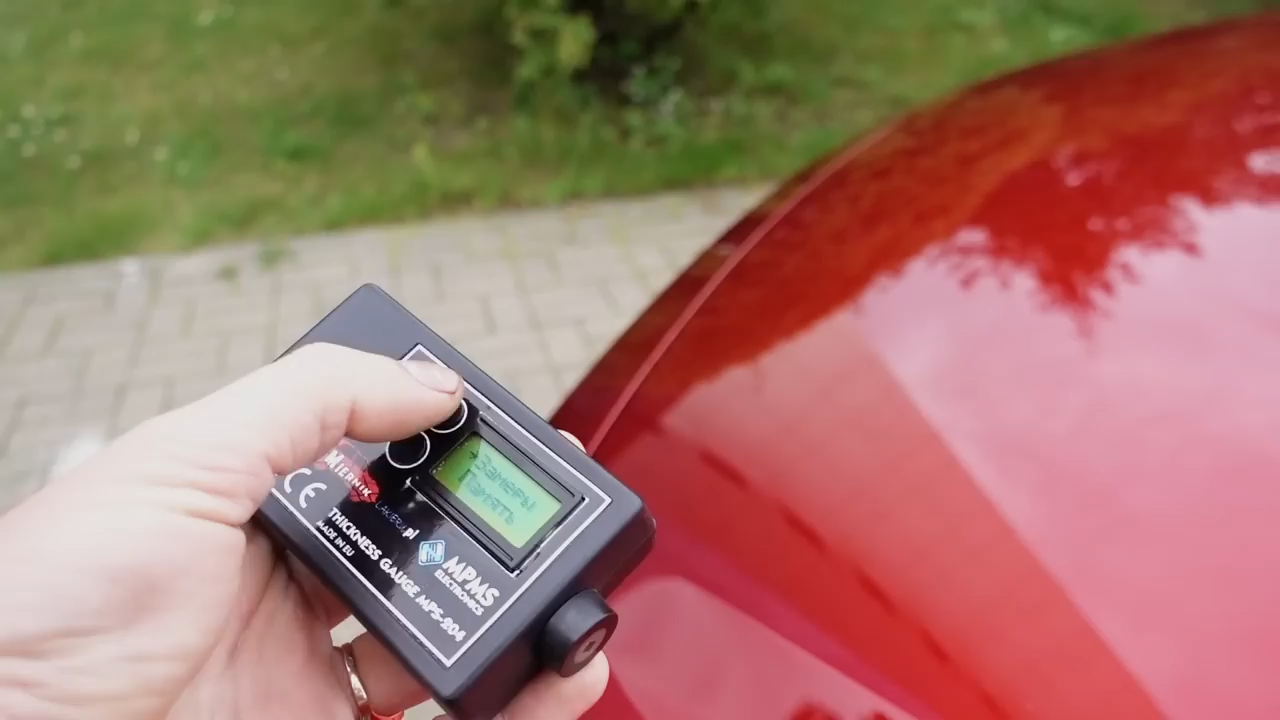 →Замеры
Память
MIERNIK
LAKIERU.pl
CE
THICKNESS GAUGE MPS-204
MADE IN EU
MPMS
ELECTRONICS